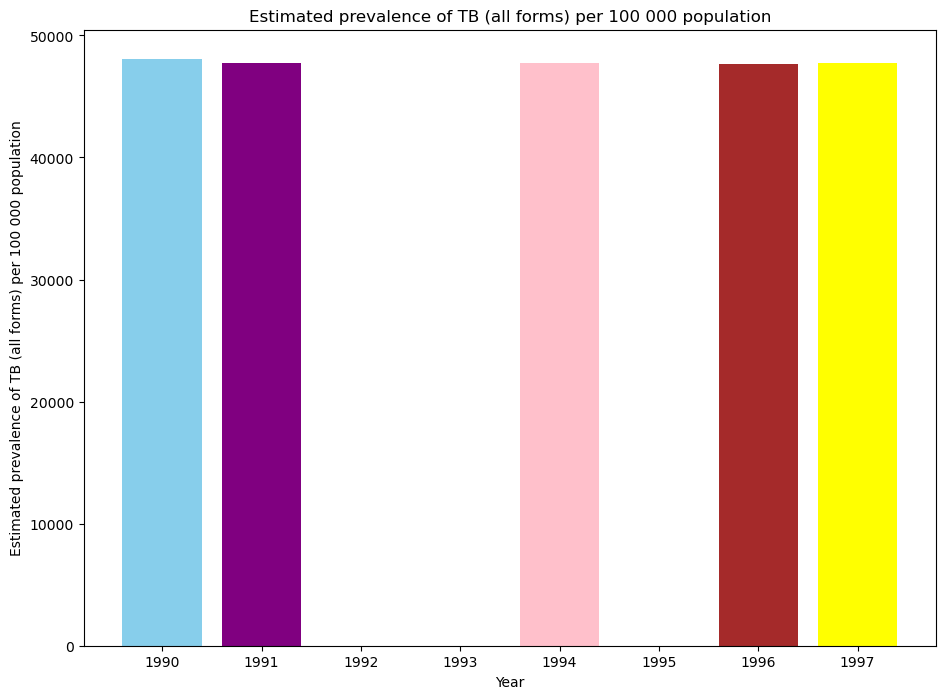 Estimated prevalence of TB (all forms) per 100 000 population
Estimated prevalence of TB (all forms) per 100 000 population
50000
40000
30000
20000
10000
0
1990 1991 1992 1993 1994 1995 1996 1997
Year